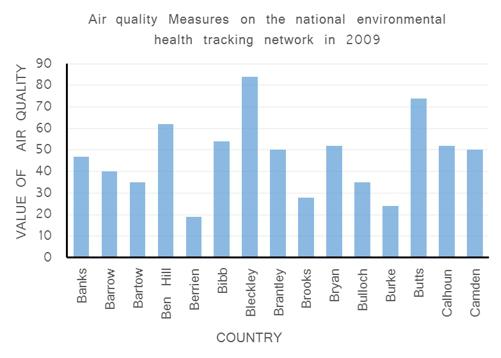 Air quality Measures on the national environmental
health tracking network in 2009
VALUE OF AIR QUALITY
90
80
70
60
50
40
30
20
10
0
Banks
Barrow
Bartow
Ben Hill
Berrien
Bibb
Bleckley
Brantley
Brooks
Bryan
Bulloch
Burke
Butts
Calhoun
Camden
COUNTRY